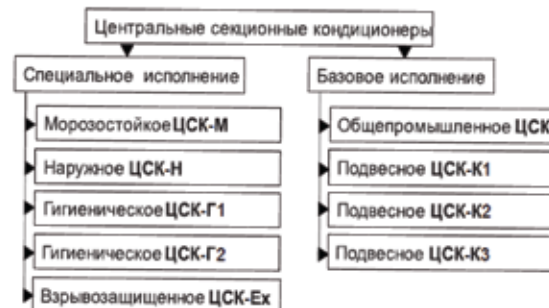 Центральные секционные кондиционеры
Специальное исполнение
Базовое исполнение
Морозостойкое ЦСК-М
Общепромышленное ЦСК
Наружное ЦСК-Н
Подвесное ЦСК-К1
Гигиеническое ЦСК-Г1
Подвесное ЦСК-К2
Гигиеническое ЦСК-Г2
Подвесное ЦСК-К3
Взрывозащищенное ЦСК-Ех